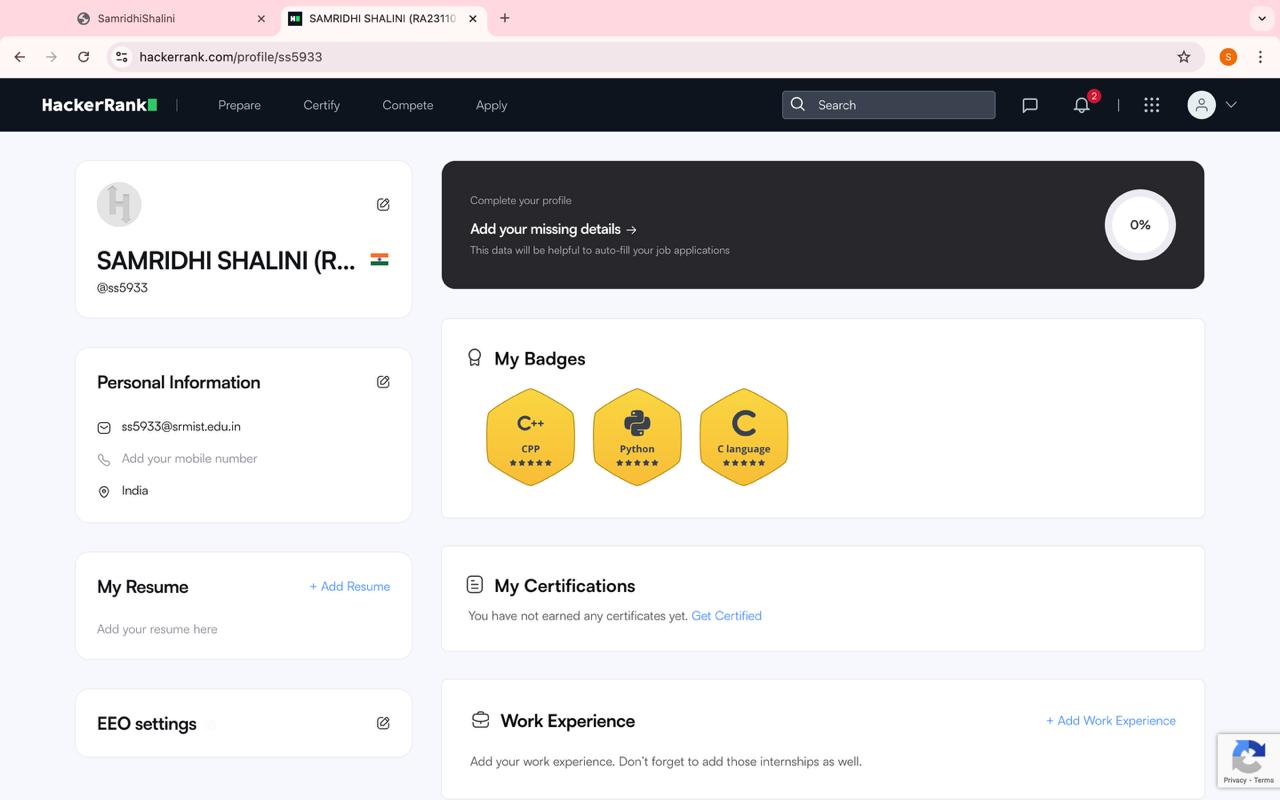 SamridhiShalini
SAMRIDHI SHALINI (RA23110
hackerrank.com/profile/ss5933
S
HackerRank
Prepare
Certify
Compete
Apply
Search
2
SAMRIDHI SHALINI (R...
@ss5933
Personal Information
ss5933@srmist.edu.in
Add your mobile number
India
My Resume
+ Add Resume
Add your resume here
EEO settings
Complete your profile
Add your missing details →
This data will be helpful to auto-fill your job applications
0%
My Badges
C++
CPP
Python
C
C language
My Certifications
You have not earned any certificates yet. Get Certified
Work Experience
+ Add Work Experience
Add your work experience. Don't forget to add those internships as well.
Privacy - Terms